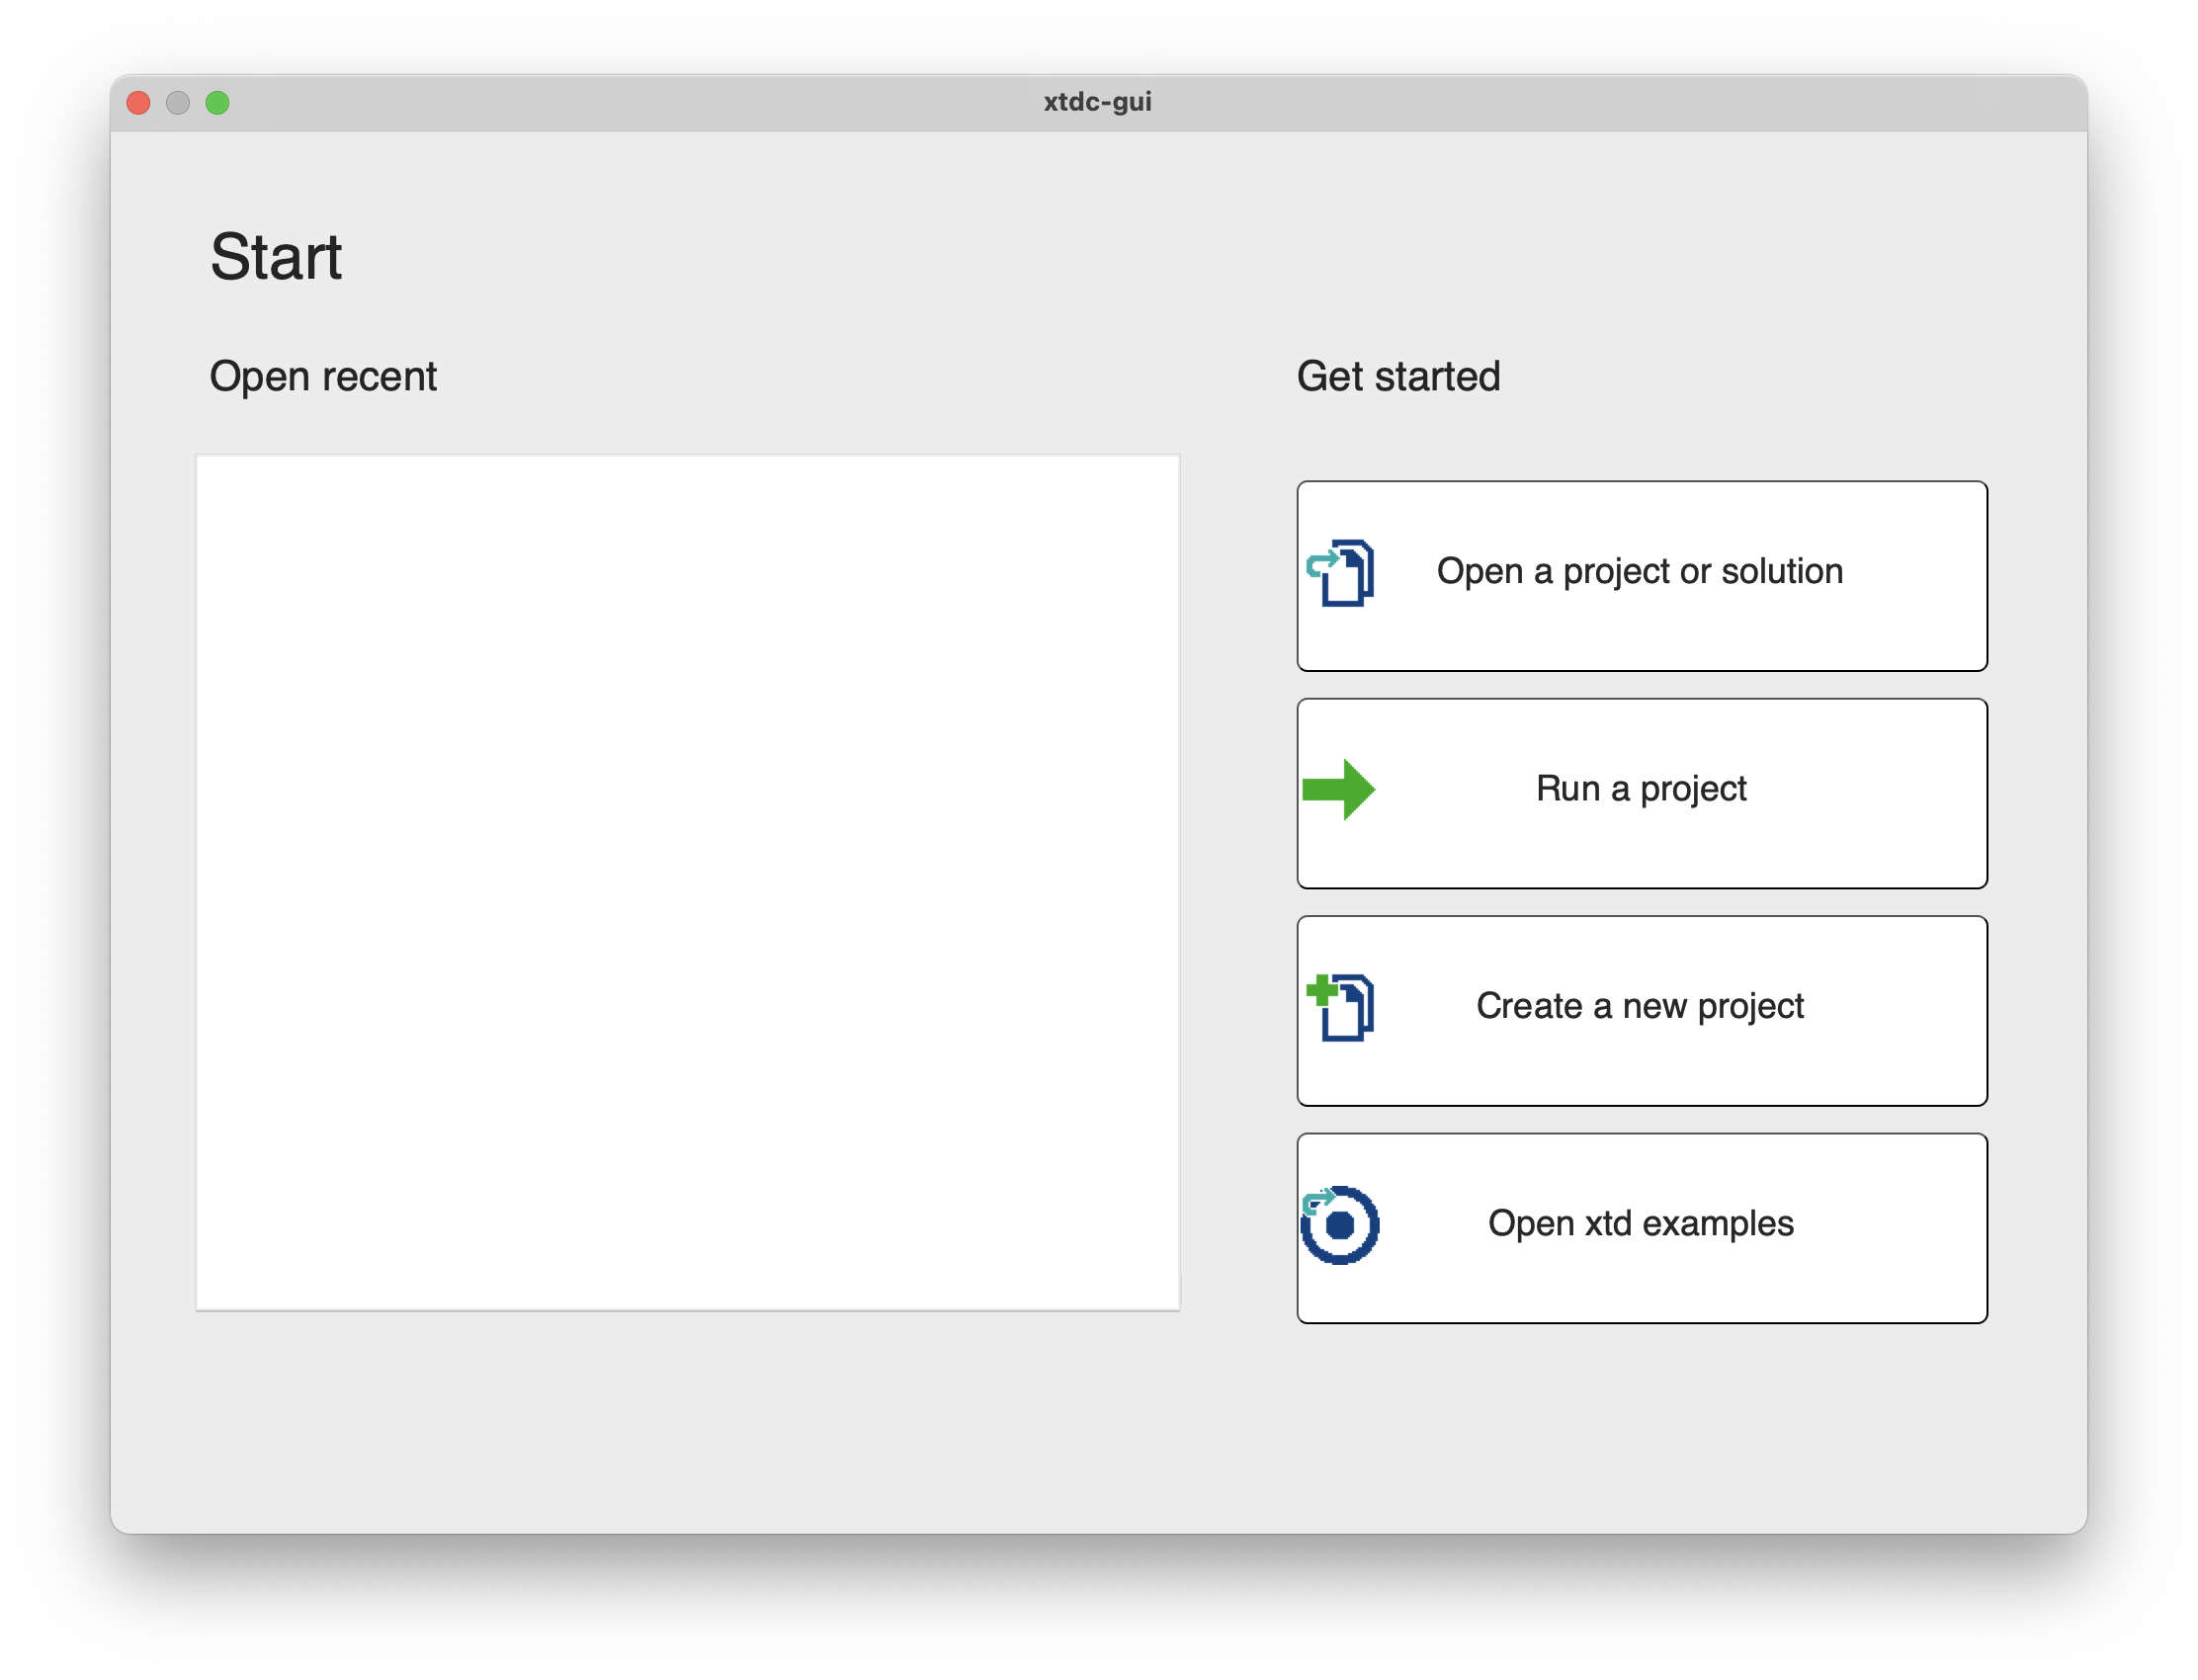 xtdc-gui
Start
Open recent
Get started
Open a project or solution
Run a project
Create a new project
Open xtd examples